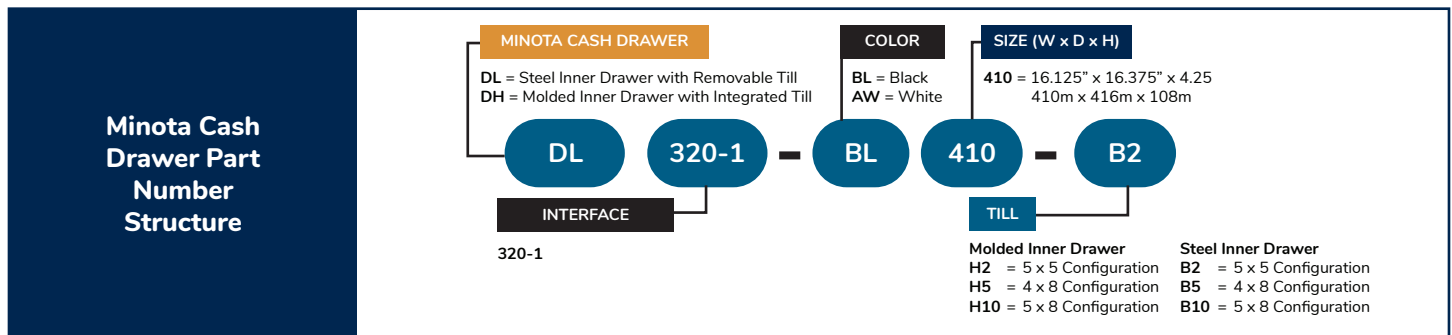 Minota Cash
Drawer Part
Number
Structure
MINOTA CASH DRAWER
DL = Steel Inner Drawer with Removable Till
DH = Molded Inner Drawer with Integrated Till
COLOR
BL = Black
AW = White
SIZE (W x D x H)
410 = 16.125” x 16.375” x 4.25
410m x 416m x 108m
DL 320-1 - BL 410 - B2
INTERFACE
320-1
TILL
Molded Inner Drawer
H2 = 5 x 5 Configuration
H5 = 4 x 8 Configuration
H10 = 5 x 8 Configuration
Steel Inner Drawer
B2 = 5 x 5 Configuration
B5 = 4 x 8 Configuration
B10 = 5 x 8 Configuration